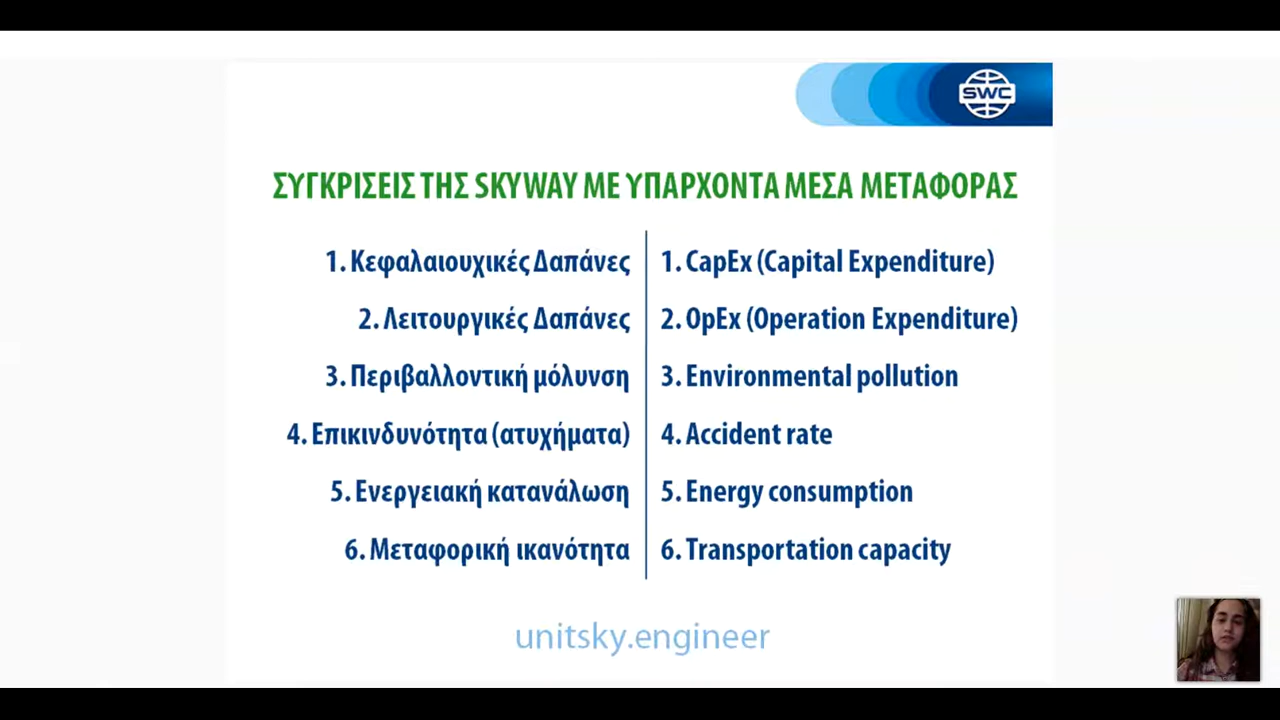 SWC
ΣΥΓΚΡΙΣΕΙΣ ΤΗΣ SKYWAY ΜΕ ΥΠΑΡΧΟΝΤΑ ΜΕΣΑ ΜΕΤΑΦΟΡΑΣ
1. Κεφαλαιουχικές Δαπάνες
2. Λειτουργικές Δαπάνες
3. Περιβαλλοντική μόλυνση
4. Επικινδυνότητα (ατυχήματα)
5. Ενεργειακή κατανάλωση
6. Μεταφορική ικανότητα
1. CapEx (Capital Expenditure)
2. OpEx (Operation Expenditure)
3. Environmental pollution
4. Accident rate
5. Energy consumption
6. Transportation capacity
unitsky.engineer